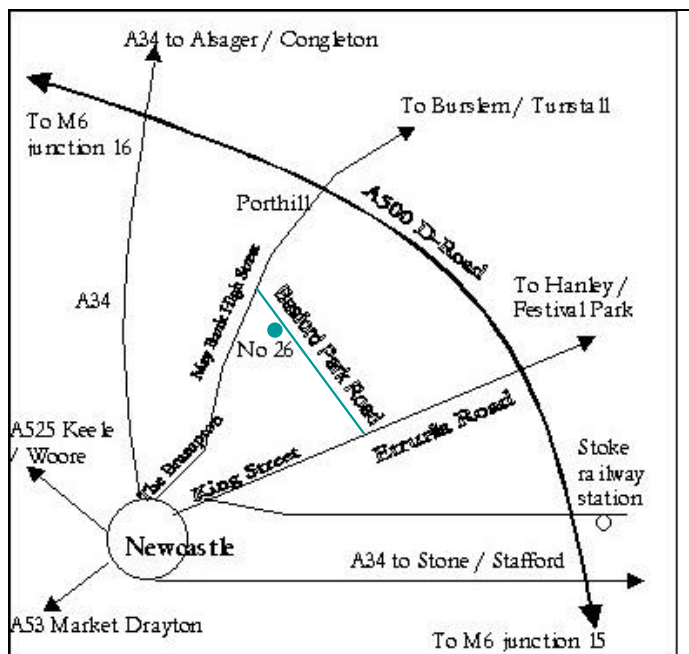 A34 to Alsager / Congleton
To Burslem / Tunstall
To M6
junction 16
Porthill
A500 D-Road
To Hanley /
Festival Park
A34
May Bank High Street
Basford Park Road
No 26
Etruria Road
A525 Keele
/ Woore
The Brampton
King Street
Stoke
railway
station
Newcastle
A34 to Stone / Stafford
A53 Market Drayton
To M6 junction 15